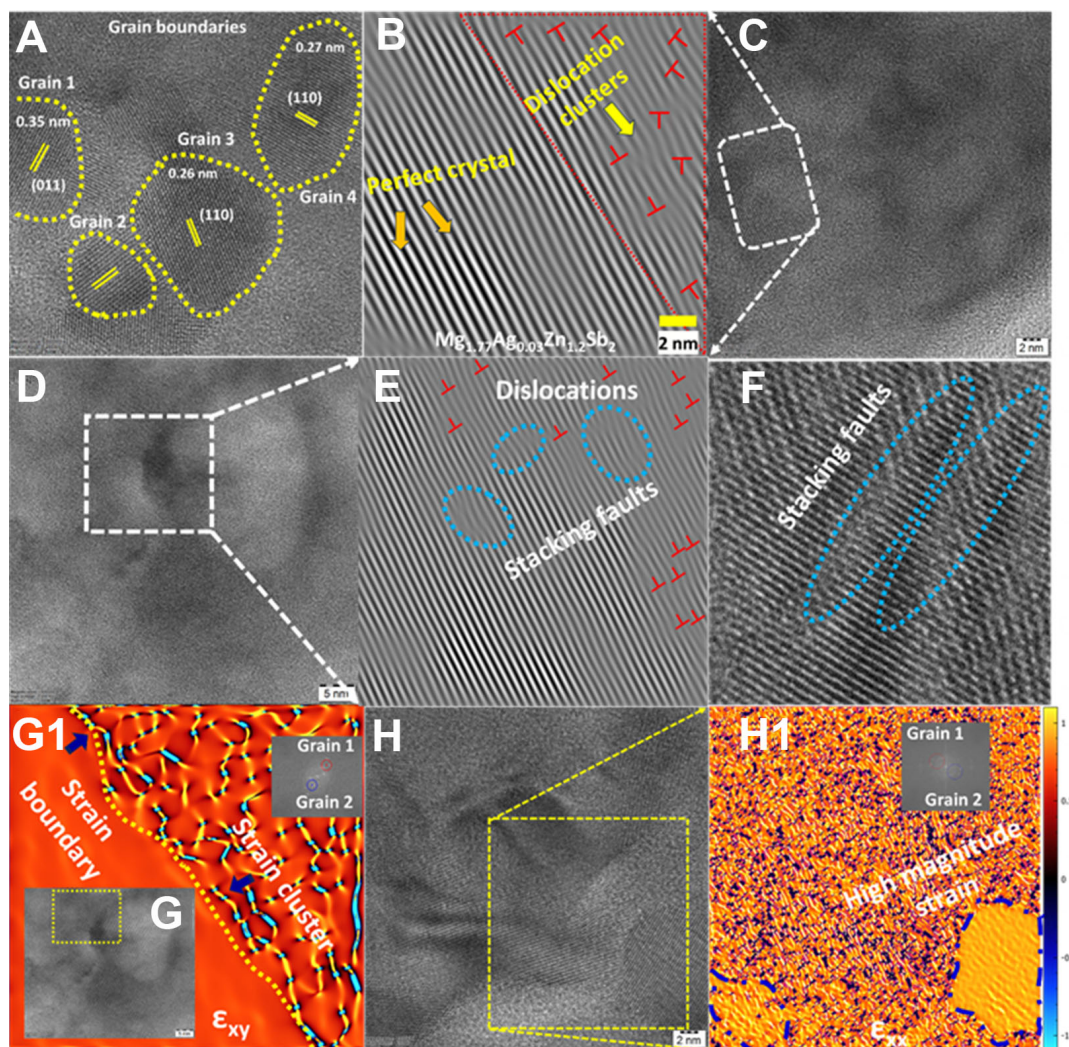 A
Grain boundaries
0.27 nm
Grain 1
(110)
0.35 nm
Grain 3
0.26 nm
(011)
(110)
Grain 4
Grain 2
B
Dislocation
clusters
Perfect crystal
Mg1.77Ag0.03Zn1.2Sb2
2 nm
C
2 nm
D
5 nm
E
Dislocations
Stacking faults
F
Stacking faults
G1
Grain 1
Grain 2
Strain
boundary
Strain cluster
G
εxy
H
2 nm
H1
Grain 1
Grain 2
High magnitude
strain
εxx
1
0